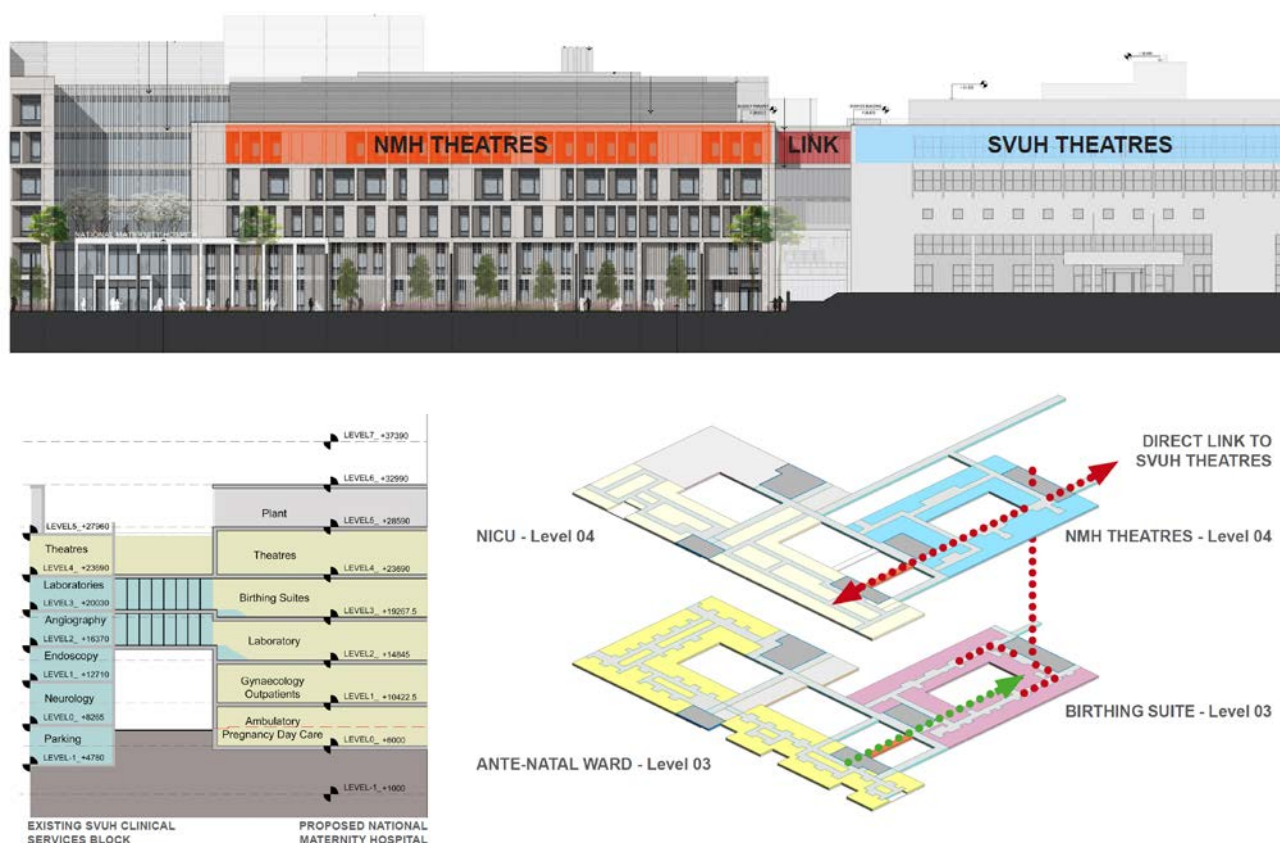 NMH THEATRES
LINK
SVUH THEATRES
LEVEL7_ +37390
LEVEL6_ +32990
Plant
LEVEL5_ +27960
LEVEL5_ +28590
Theatres
Theatres
LEVEL4_ +23690
LEVEL4_ +23690
Laboratories
Birthing Suites
LEVEL3_ +20030
LEVEL3_ +19267.5
Angiography
Laboratory
LEVEL2_ +16370
LEVEL2_ +14845
Endoscopy
LEVEL1_ +12710
Gynaecology
Outpatients
Neurology
LEVEL1_ +10422.5
LEVEL0_ +8265
Ambulatory
Pregnancy Day Care
Parking
LEVEL0_ +6000
LEVEL-1_ +4780
LEVEL-1_ +1000
EXISTING SVUH CLINICAL
SERVICES BLOCK
PROPOSED NATIONAL
MATERNITY HOSPITAL
DIRECT LINK TO
SVUH THEATRES
NICU - Level 04
NMH THEATRES - Level 04
BIRTHING SUITE - Level 03
ANTE-NATAL WARD - Level 03